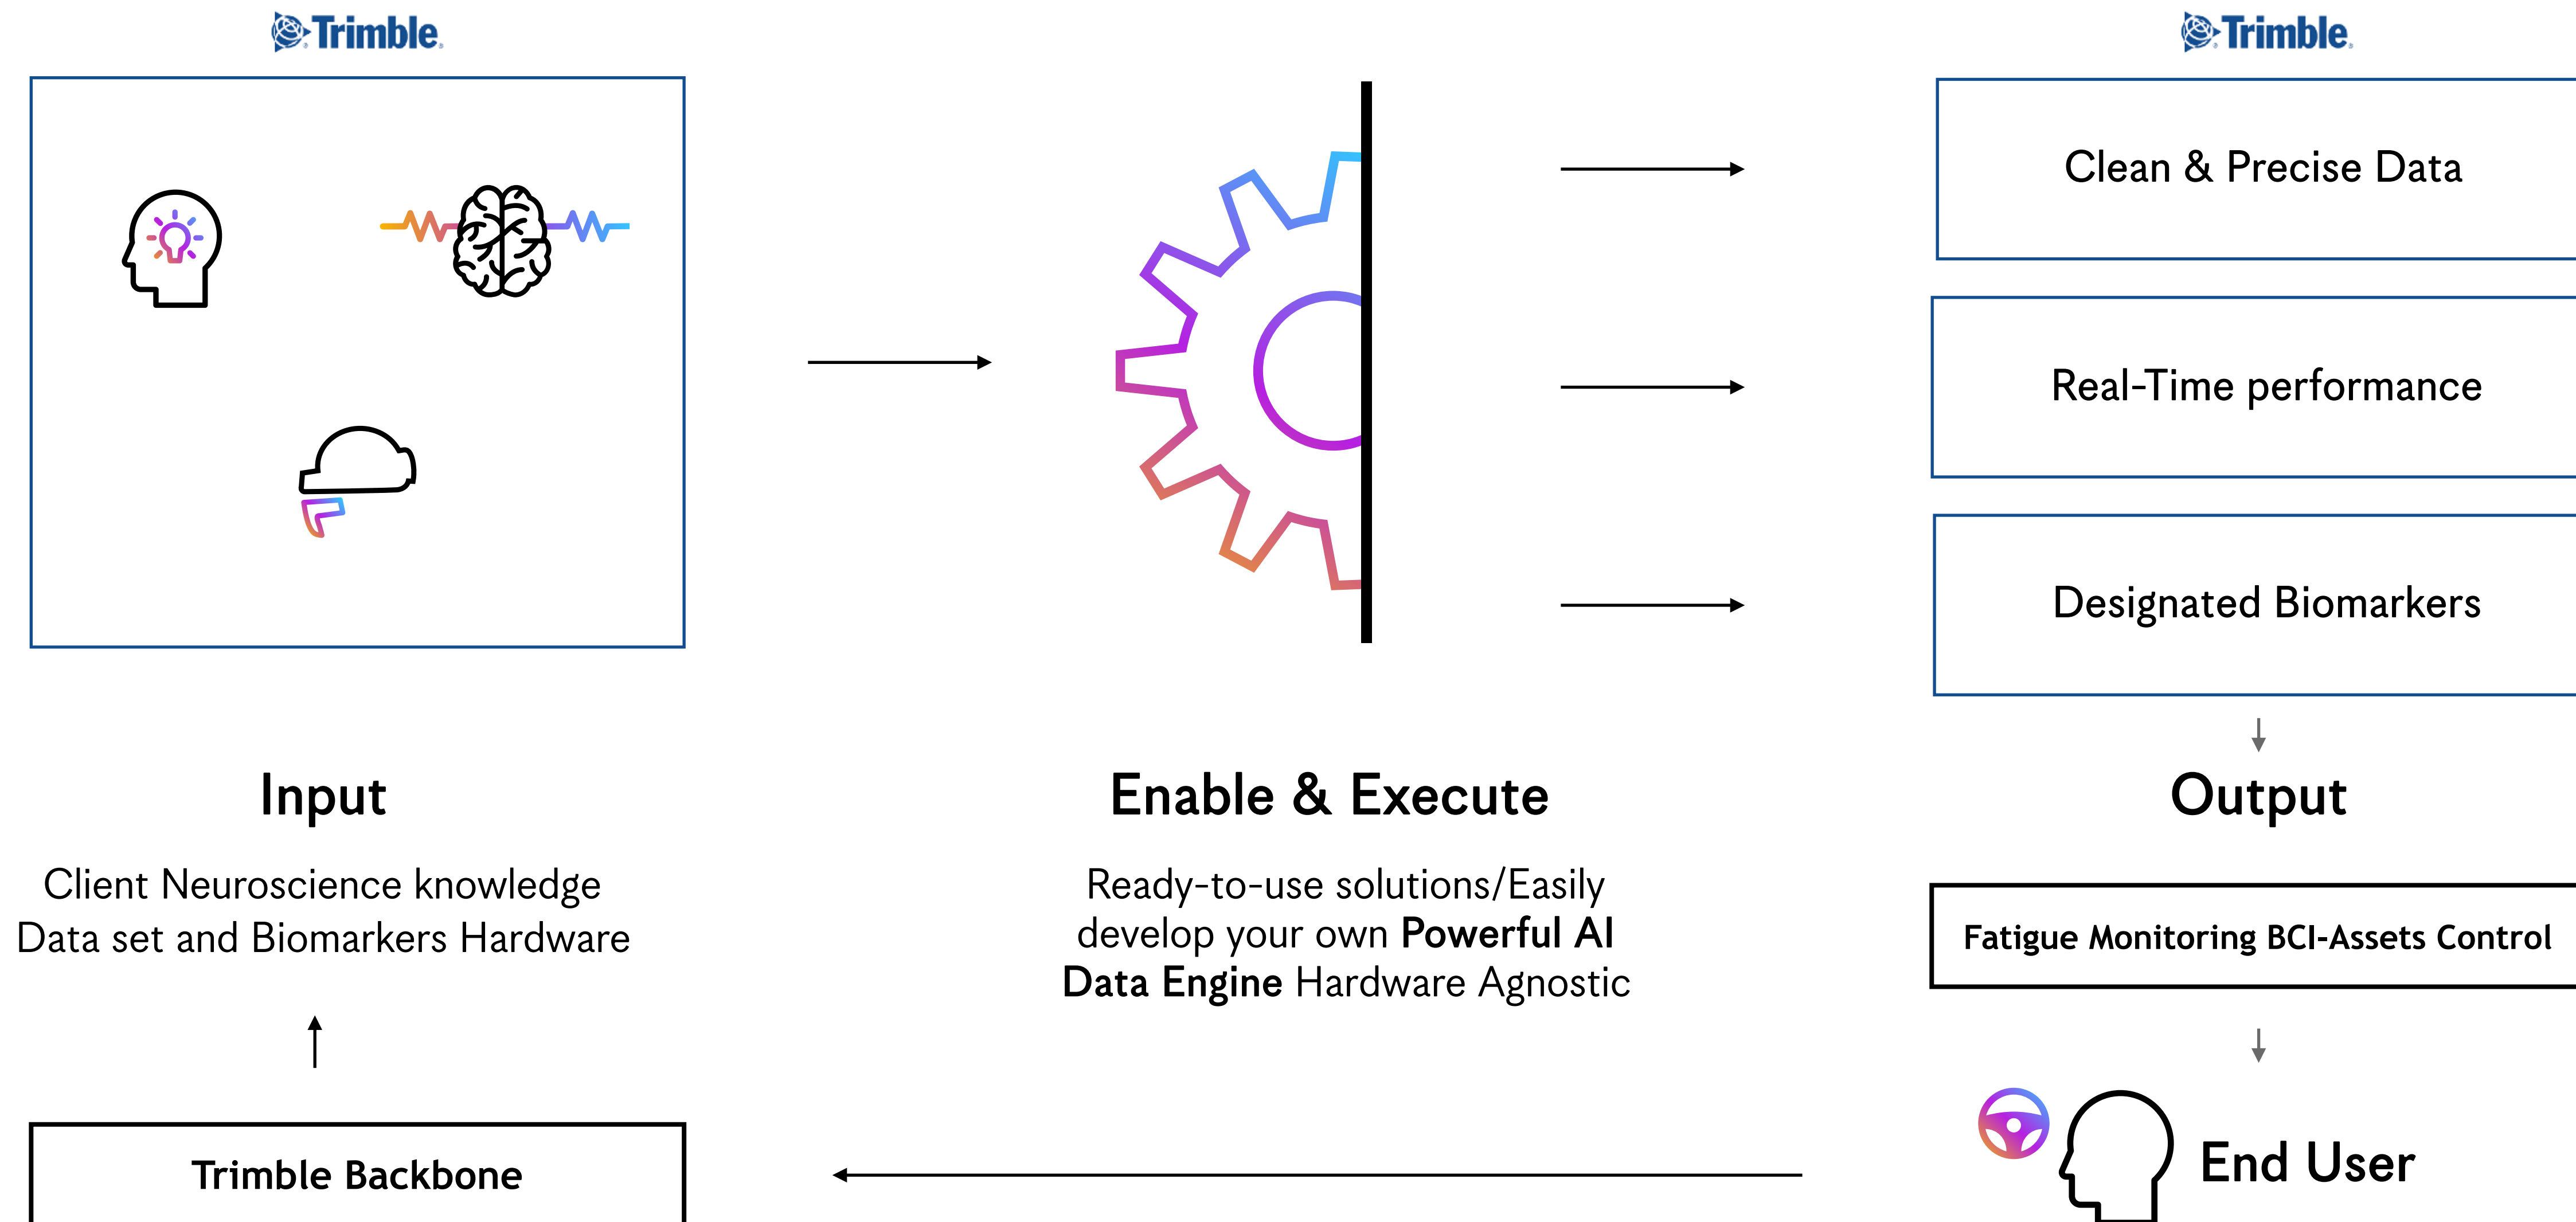 Trimble
Trimble
Clean & Precise Data
Real-Time performance
Designated Biomarkers
Input
Client Neuroscience knowledge
Data set and Biomarkers Hardware
Enable & Execute
Ready-to-use solutions/Easily
develop your own Powerful AI
Data Engine Hardware Agnostic
Output
Fatigue Monitoring BCI-Assets Control
Trimble Backbone
End User